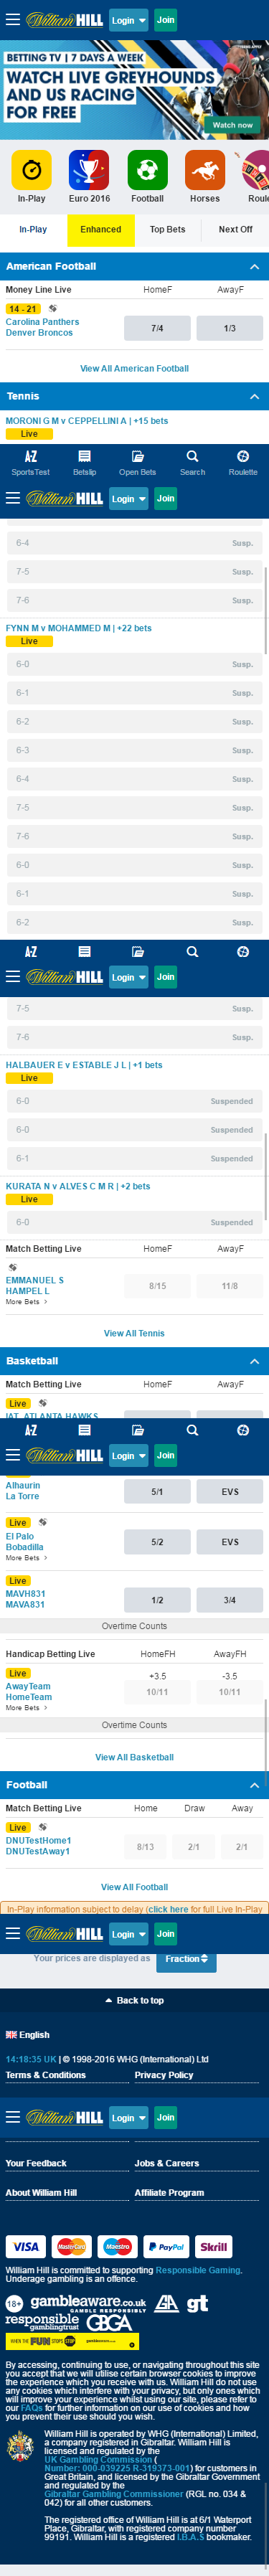 William HILL
Login
Join
BETTING TV | 7 DAYS A WEEK
WATCH LIVE GREYHOUNDS
AND US RACING
FOR FREE
Watch now
In-Play
Euro 2016
Football
Horses
Roule
In-Play
Enhanced
Top Bets
Next Off
American Football
Money Line Live HomeF AwayF
14 - 21
Carolina Panthers
Denver Broncos
7/4 1/3
View All American Football
Tennis
MORONI G M v CEPPELLINI A | +15 bets
Live
A-Z
SportsTest Betslip Open Bets Search Roulette
William HILL
Login
Join
6-4 Susp.
7-5 Susp.
7-6 Susp.
FYNN M v MOHAMMED M | +22 bets
Live
6-0 Susp.
6-1 Susp.
6-2 Susp.
6-3 Susp.
6-4 Susp.
7-5 Susp.
7-6 Susp.
6-0 Susp.
6-1 Susp.
6-2 Susp.
A-Z
William HILL
Login
Join
7-5 Susp.
7-6 Susp.
HALBAUER E v ESTABLE J L | +1 bets
Live
6-0 Suspended
6-0 Suspended
6-1 Suspended
KURATA N v ALVES C M R | +2 bets
Live
6-0 Suspended
Match Betting Live HomeF AwayF
EMMANUEL S
HAMPEL L
8/15 11/8
More Bets >
View All Tennis
Basketball
Match Betting Live HomeF AwayF
Live
IAT. ATLANTA HAWKS
A-Z
William HILL
Login
Join
Alhaurin
La Torre
5/1 EVS
Live
El Palo
Bobadilla
5/2 EVS
More Bets >
Live
MAVH831
MAVA831
1/2 3/4
Overtime Counts
Handicap Betting Live HomeFH AwayFH
Live
+3.5 -3.5
AwayTeam
HomeTeam
10/11 10/11
More Bets >
Overtime Counts
View All Basketball
Football
Match Betting Live Home Draw Away
Live
DNUTestHome1
DNUTestAway1
8/13 2/1 2/1
View All Football
In-Play information subject to delay (click here for full Live In-Play
William HILL
Login
Join
Your prices are displayed as Fraction
Back to top
English
14:18:35 UK | © 1998-2016 WHG (International) Ltd
Terms & Conditions Privacy Policy
William HILL
Login
Join
Your Feedback Jobs & Careers
About William Hill Affiliate Program
VISA MasterCard Maestro PayPal Skrill
William Hill is committed to supporting Responsible Gaming.
Underage gambling is an offence.
18+ gambleaware.co.uk
GAMBLE RESPONSIBLY
gt
responsible
gambling
GBGA
WHEN THE FUN STOPS STOP
By accessing, continuing to use, or navigating throughout this site
you accept that we will utilise certain browser cookies to improve
the experience which you receive with us. William Hill do not use
any cookies which interfere with your privacy, but only ones which
will improve your experience whilst using our site, please refer to
our FAQs for further information on our use of cookies and how
you prevent their use should you wish.
William Hill is operated by WHG (International) Limited,
a company registered in Gibraltar. William Hill is
licensed and regulated by the
UK Gambling Commission (
Number: 000-039225 R-319373-001) for customers in
Great Britain, and licensed by the Gibraltar Government
and regulated by the
Gibraltar Gambling Commissioner (RGL no. 034 &
042) for all other customers.
The registered office of William Hill is at 6/1 Waterport
Place, Gibraltar, with registered company number
99191. William Hill is a registered I.B.A.S bookmaker.